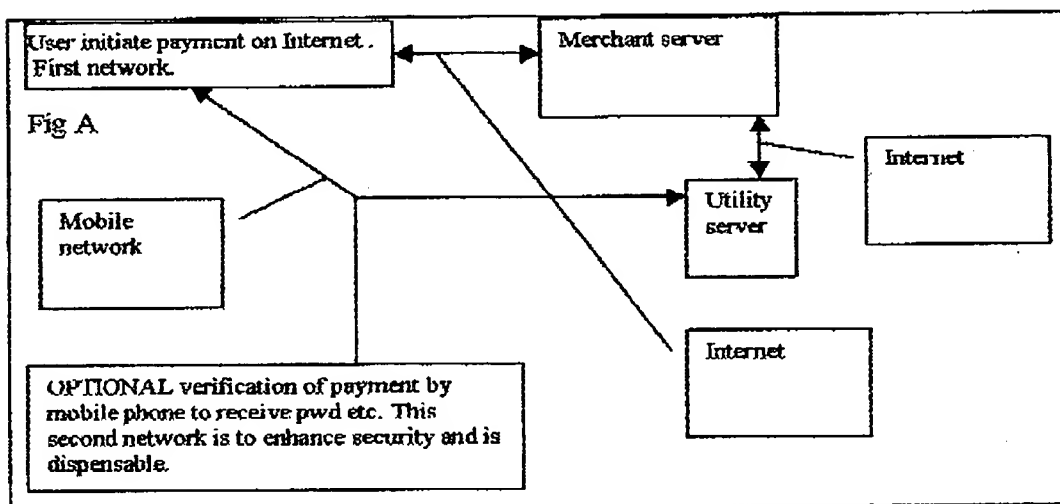 User initiate payment on Internet.
First network.
Merchant server
Fig A
Internet
Mobile
network
Utility
server
Internet
OPTIONAL verification of payment by
mobile phone to receive pwd etc. This
second network is to enhance security and is
dispensable.